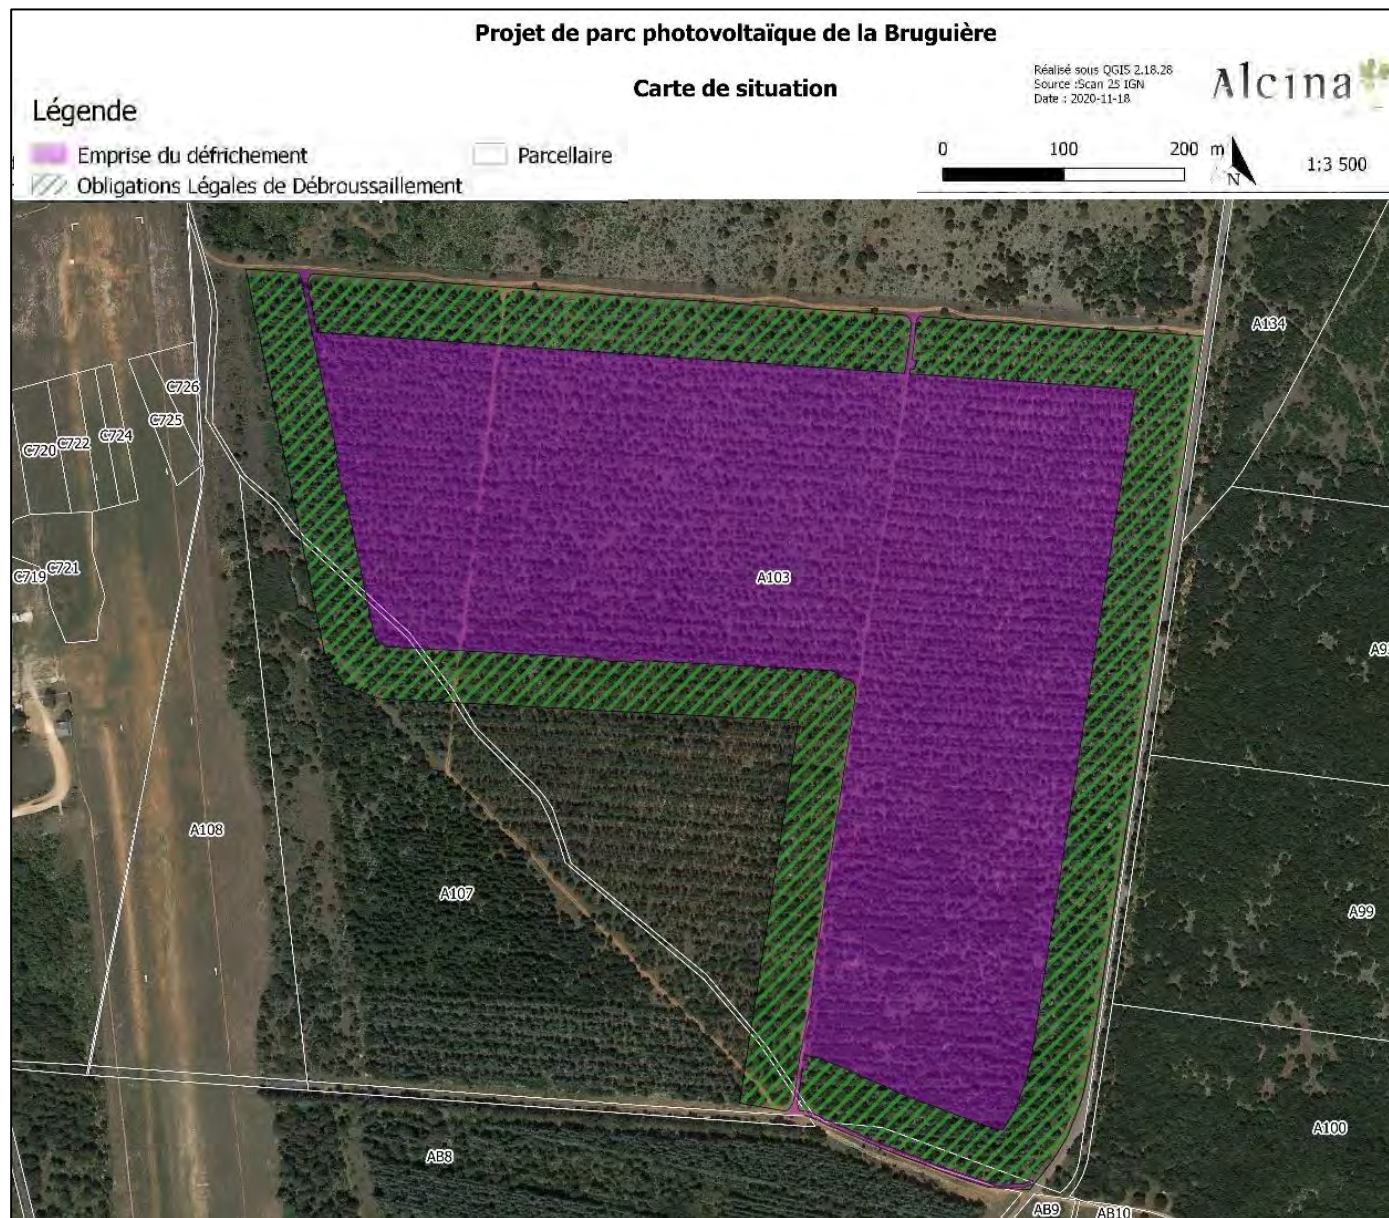 Projet de parc photovoltaïque de la Bruguière
Carte de situation
Réalisé sous QGIS 2.18.28
Source :Scan 25 IGN
Date : 2020-11-18
Alcina
Légende
Emprise du défrichement
Parcellaire
Obligations Légales de Débroussaillement
0 100 200 m
N
1:3 500
A134
C726
C725
C724
C722
C720
C721
C719
A103
A108
A107
A99
A100
AB8
AB9
AB10